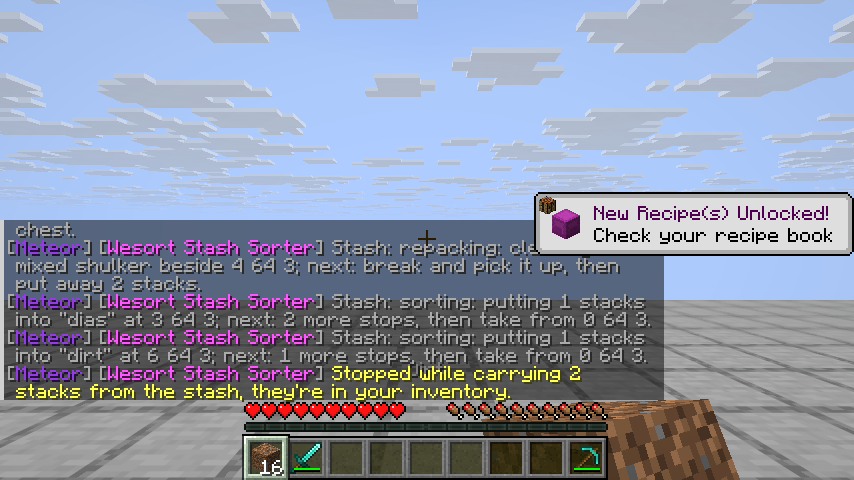 New Recipe(s) Unlocked!
Check your recipe book
chest.
[Meteor] [Wesort Stash Sorter] Stash: repacking:
mixed shulker beside 4 64 3; next: break and pick it up, then
put away 2 stacks.
[Meteor] [Wesort Stash Sorter] Stash: sorting: putting 1 stacks
into "dias" at 3 64 3; next: 2 more stops, then take from 0 64 3.
[Meteor] [Wesort Stash Sorter] Stash: sorting: putting 1 stacks
into "dirt" at 6 64 3; next: 1 more stops, then take from 0 64 3.
[Meteor] [Wesort Stash Sorter] Stopped while carrying 2
stacks from the stash, they're in your inventory.
16